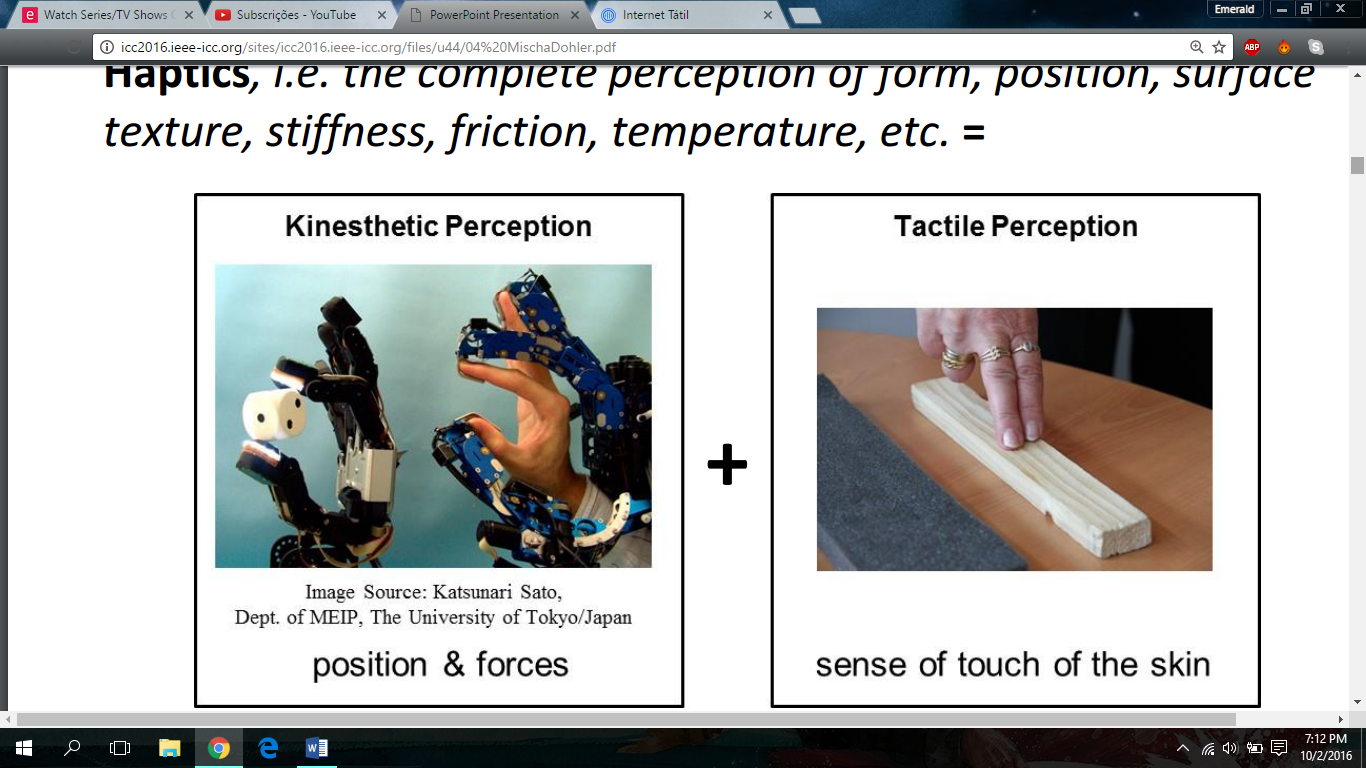 Watch Series/TV Shows
Subscrições - YouTube
PowerPoint Presentation
Internet Tátil
Emerald
icc2016.ieee-icc.org/sites/icc2016.ieee-icc.org/files/u44/04%20MischaDohler.pdf
ABP
Haptics, i.e. the complete perception of form, position, surface
texture, stiffness, friction, temperature, etc. =
Kinesthetic Perception
Image Source: Katsunari Sato,
Dept. of MEIP, The University of Tokyo/Japan
position & forces
+
Tactile Perception
sense of touch of the skin
7:12 PM
10/2/2016